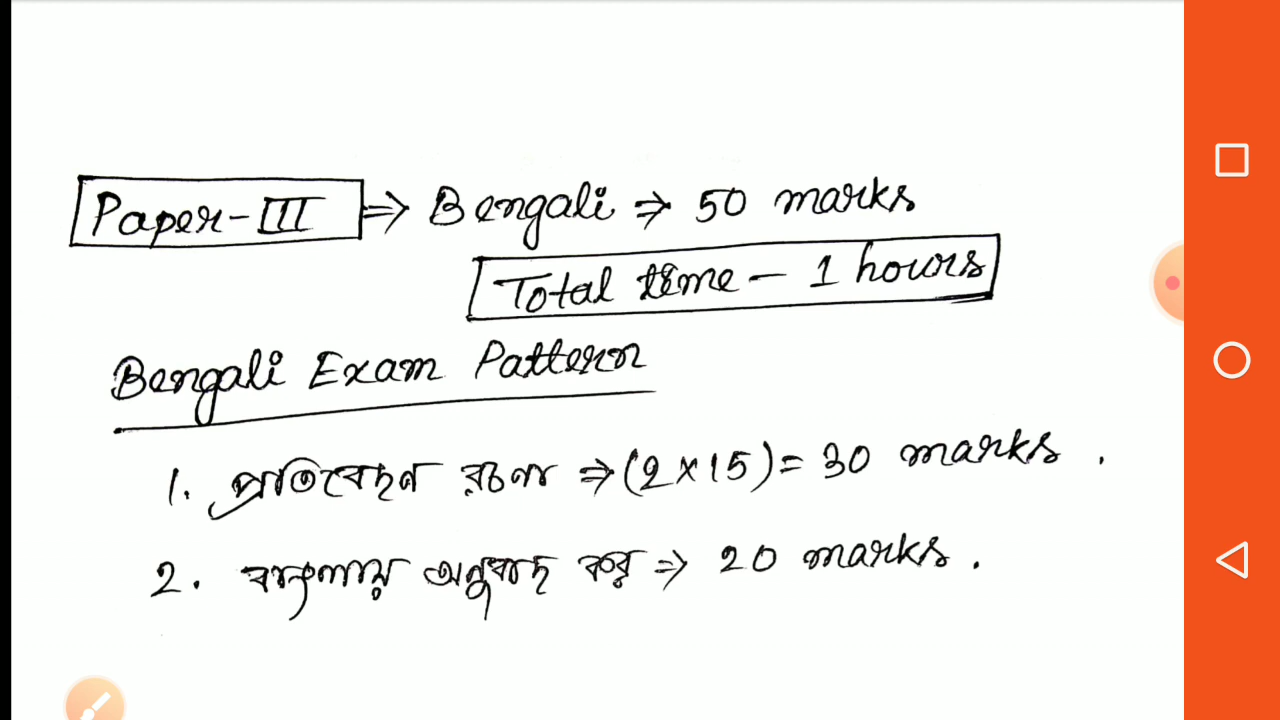 Paper-III ⇒ Bengali ⇒ 50 marks
Total time - 1 hours
Bengali Exam Pattern
1. প্রতিবেদন রচনা ⇒ (2×15) = 30 marks.
2. বাংলায় অনুবাদ কর ⇒ 20 marks.